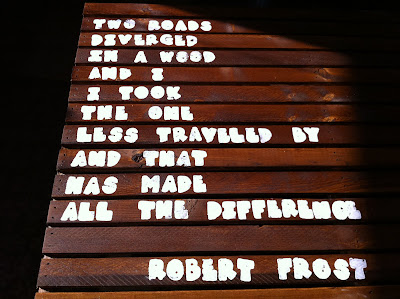 TWO ROADS
DIVERGED
IN A WOOD
AND I
I TOOK
THE ONE
LESS TRAVELED BY
AND THAT
HAS MADE
ALL THE DIFFERENCE
ROBERT FROST